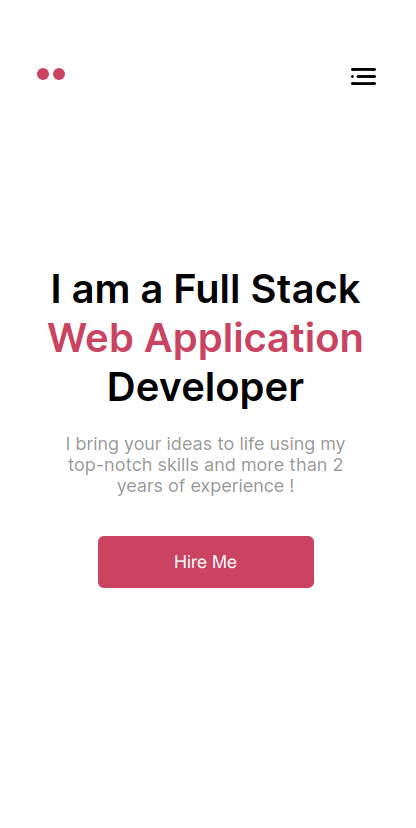 I am a Full Stack
Web Application
Developer
I bring your ideas to life using my
top-notch skills and more than 2
years of experience !
Hire Me